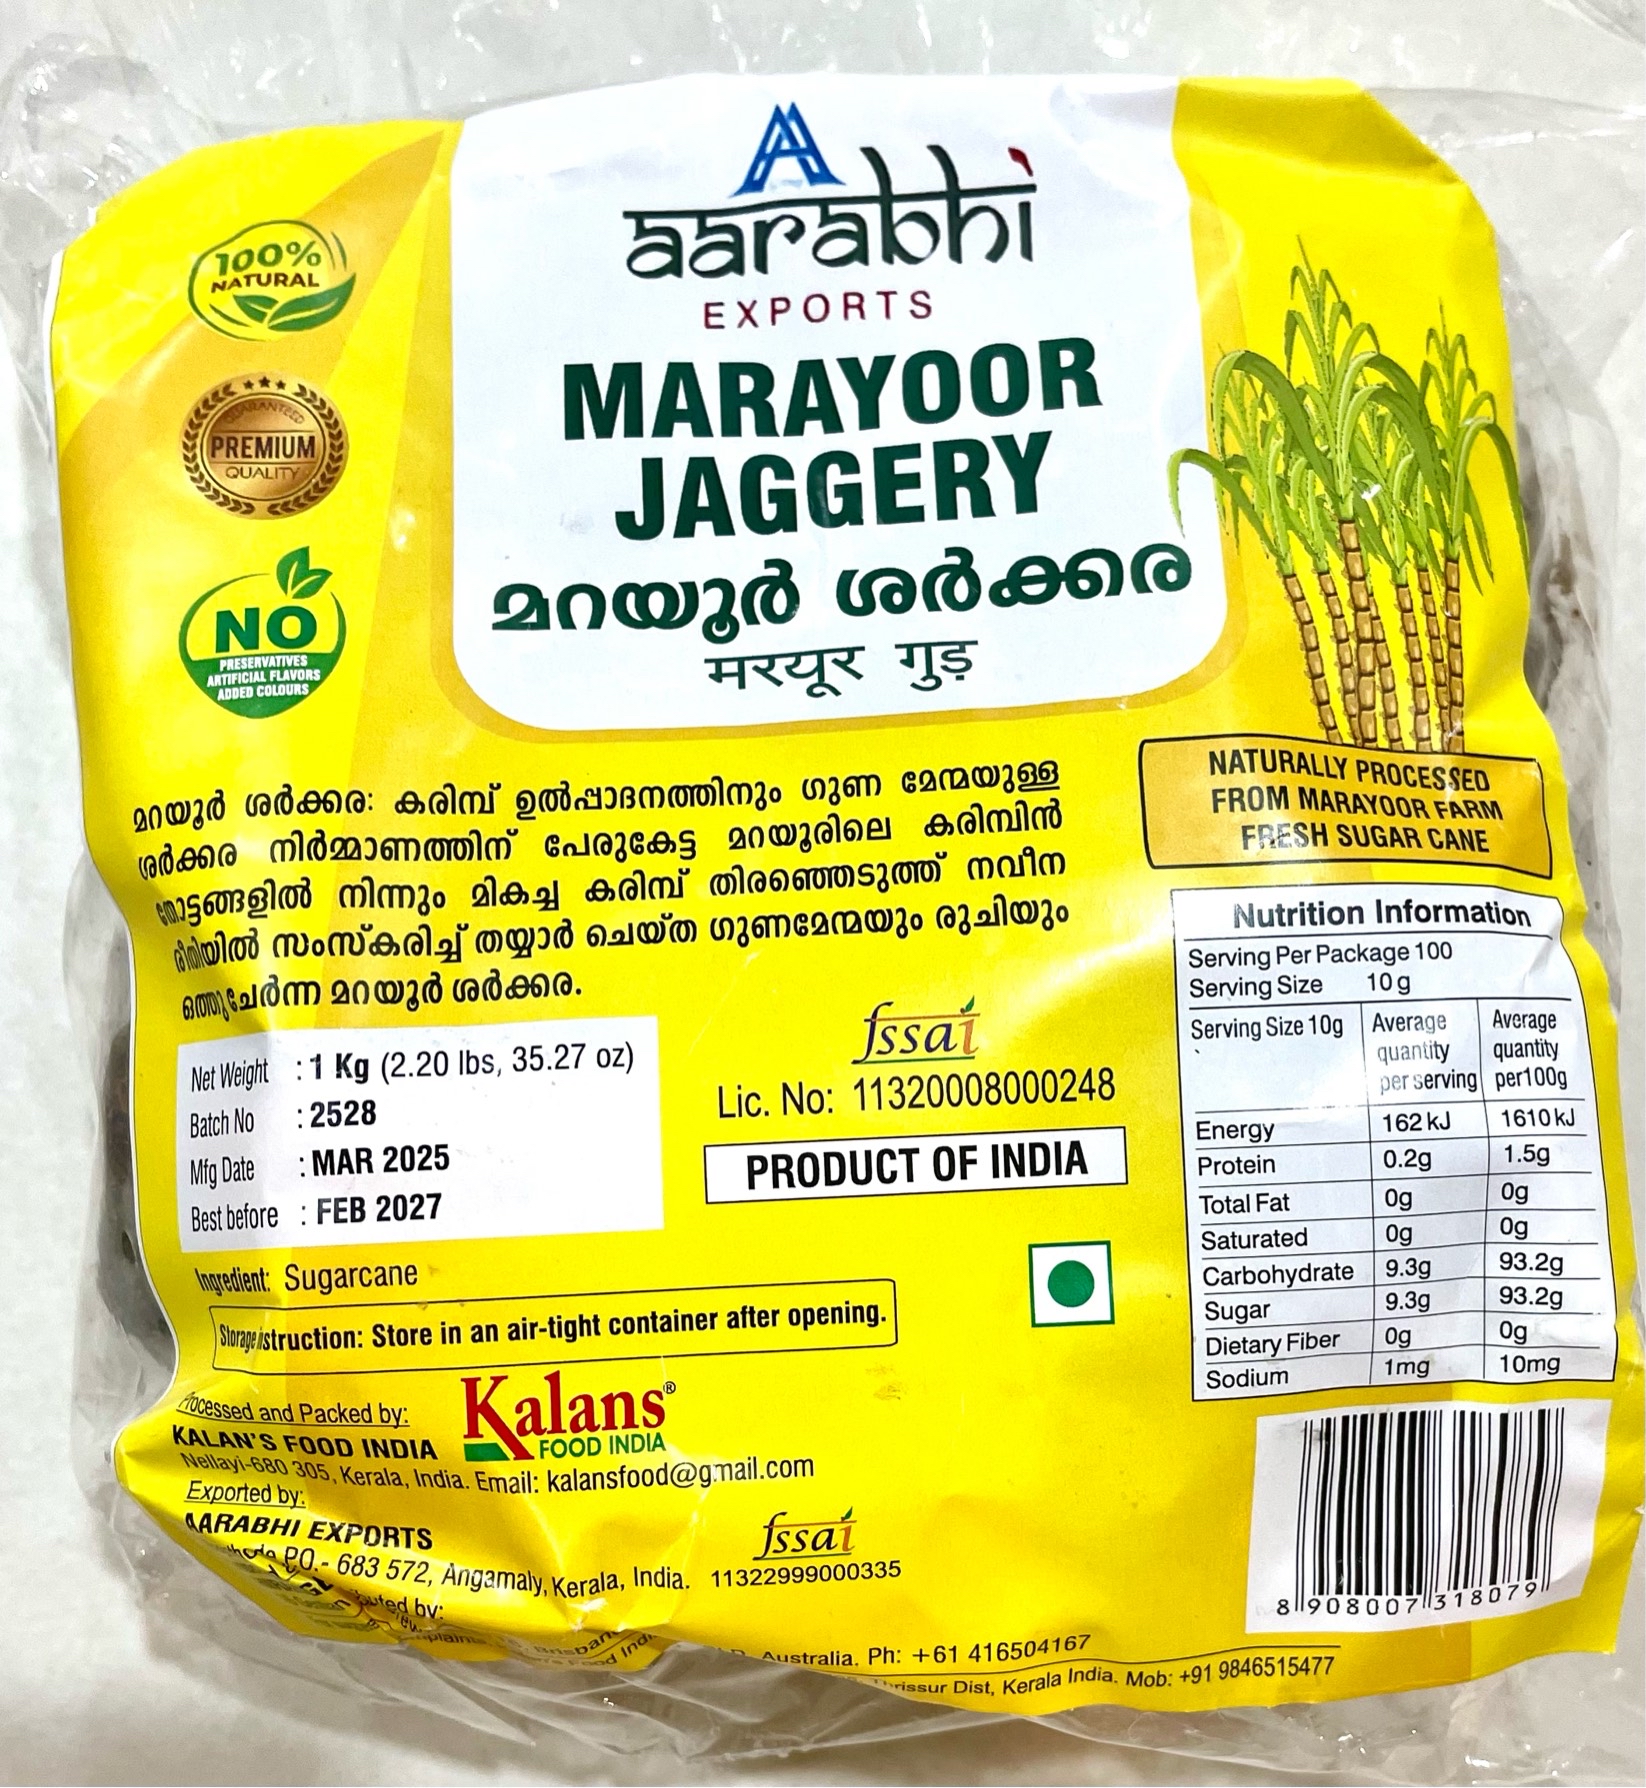 100%
NATURAL
GUARANTEED
PREMIUM
QUALITY
NO
PRESERVATIVES
ARTIFICIAL FLAVORS
ADDED COLOURS
aarabhi
EXPORTS
MARAYOOR
JAGGERY
മറയൂർ ശർക്കര
मरयूर गुड़
NATURALLY PROCESSED
FROM MARAYOOR FARM
FRESH SUGAR CANE
മറയൂർ ശർക്കര: കരിമ്പ് ഉൽപ്പാദനത്തിനും ഗുണ മേന്മയുള്ള
ശർക്കര നിർമ്മാണത്തിന് പേരുകേട്ട മറയൂരിലെ കരിമ്പിൻ
തോട്ടങ്ങളിൽ നിന്നും മികച്ച കരിമ്പ് തിരഞ്ഞെടുത്ത് നവീന
രീതിയിൽ സംസ്കരിച്ച് തയ്യാർ ചെയ്ത ഗുണമേന്മയും രുചിയും
ഒത്തുചേർന്ന മറയൂർ ശർക്കര.
Net Weight : 1 Kg (2.20 lbs, 35.27 oz)
Batch No : 2528
Mfg Date : MAR 2025
Best before : FEB 2027
fssai
Lic. No: 11320008000248
PRODUCT OF INDIA
Ingredient: Sugarcane
Storage istruction: Store in an air-tight container after opening.
Nutrition Information
Serving Per Package 100
Serving Size 10 g
Serving Size 10g Average quantity per serving Average quantity per100g
Energy 162 kJ 1610 kJ
Protein 0.2g 1.5g
Total Fat 0g 0g
Saturated 0g 0g
Carbohydrate 9.3g 93.2g
Sugar 9.3g 93.2g
Dietary Fiber 0g 0g
Sodium 1mg 10mg
Processed and Packed by:
Kalans®
FOOD INDIA
KALAN'S FOOD INDIA
Nellayi-680 305, Kerala, India. Email: kalansfood@gmail.com
Exported by:
AARABHI EXPORTS
P.O.- 683 572, Angamaly, Kerala, India.
fssai
11322999000335
by:
Australia. Ph: +61 416504167
Dist, Kerala India. Mob: +91 9846515477
8 908007 318079